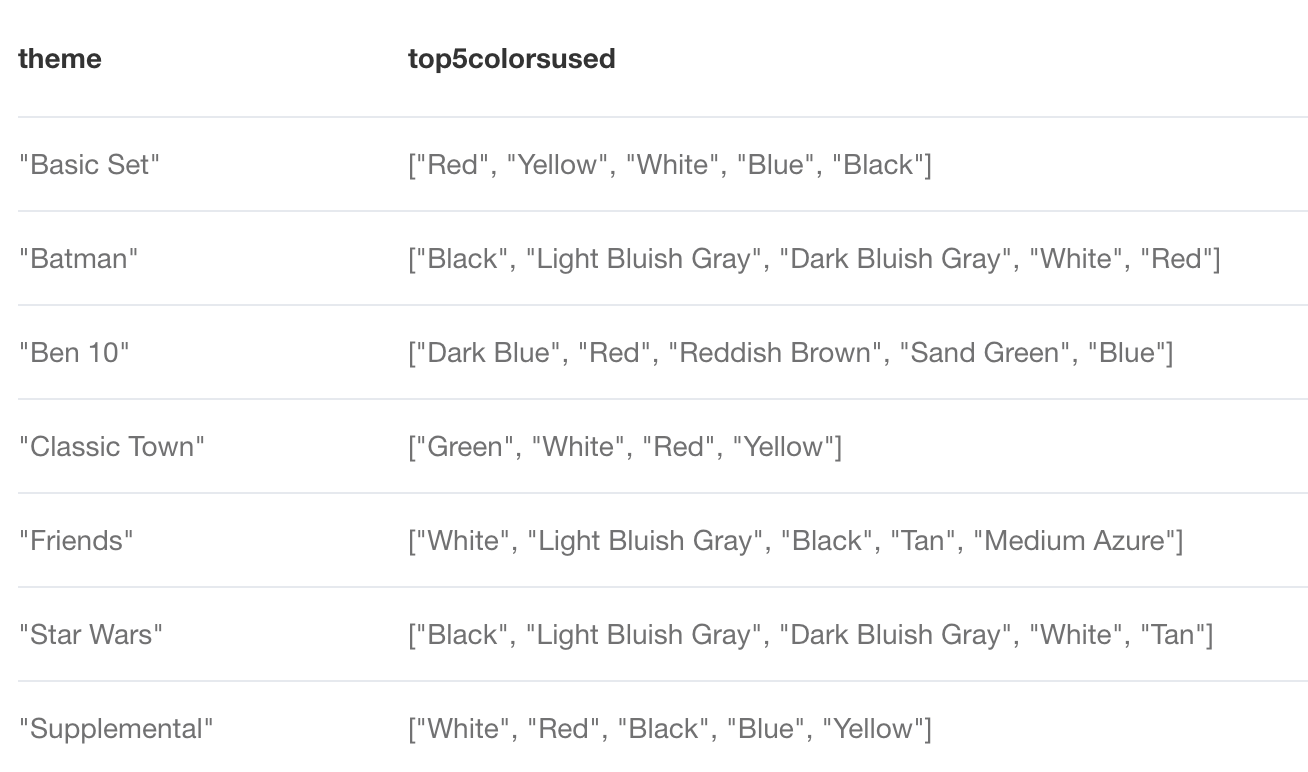 theme top5colorsused
"Basic Set" ["Red", "Yellow", "White", "Blue", "Black"]
"Batman" ["Black", "Light Bluish Gray", "Dark Bluish Gray", "White", "Red"]
"Ben 10" ["Dark Blue", "Red", "Reddish Brown", "Sand Green", "Blue"]
"Classic Town" ["Green", "White", "Red", "Yellow"]
"Friends" ["White", "Light Bluish Gray", "Black", "Tan", "Medium Azure"]
"Star Wars" ["Black", "Light Bluish Gray", "Dark Bluish Gray", "White", "Tan"]
"Supplemental" ["White", "Red", "Black", "Blue", "Yellow"]